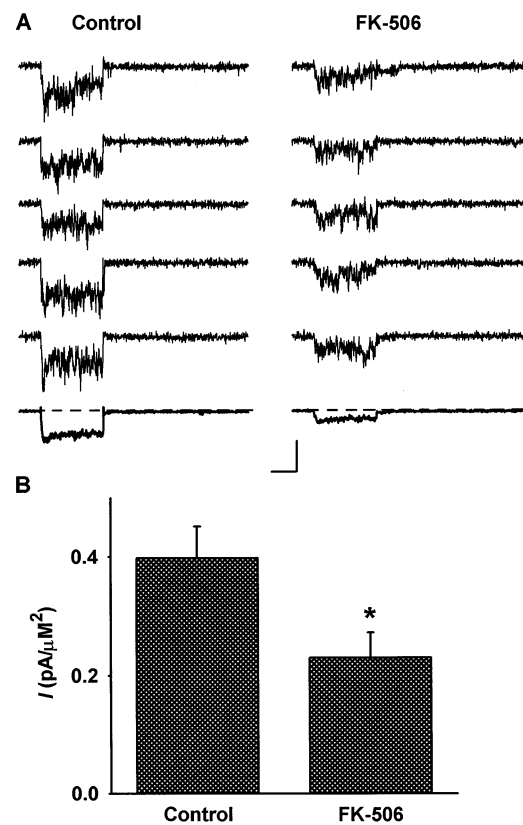 A Control FK-506
B
0.4
0.2
0.0
I (pA/μM²)
*
Control FK-506